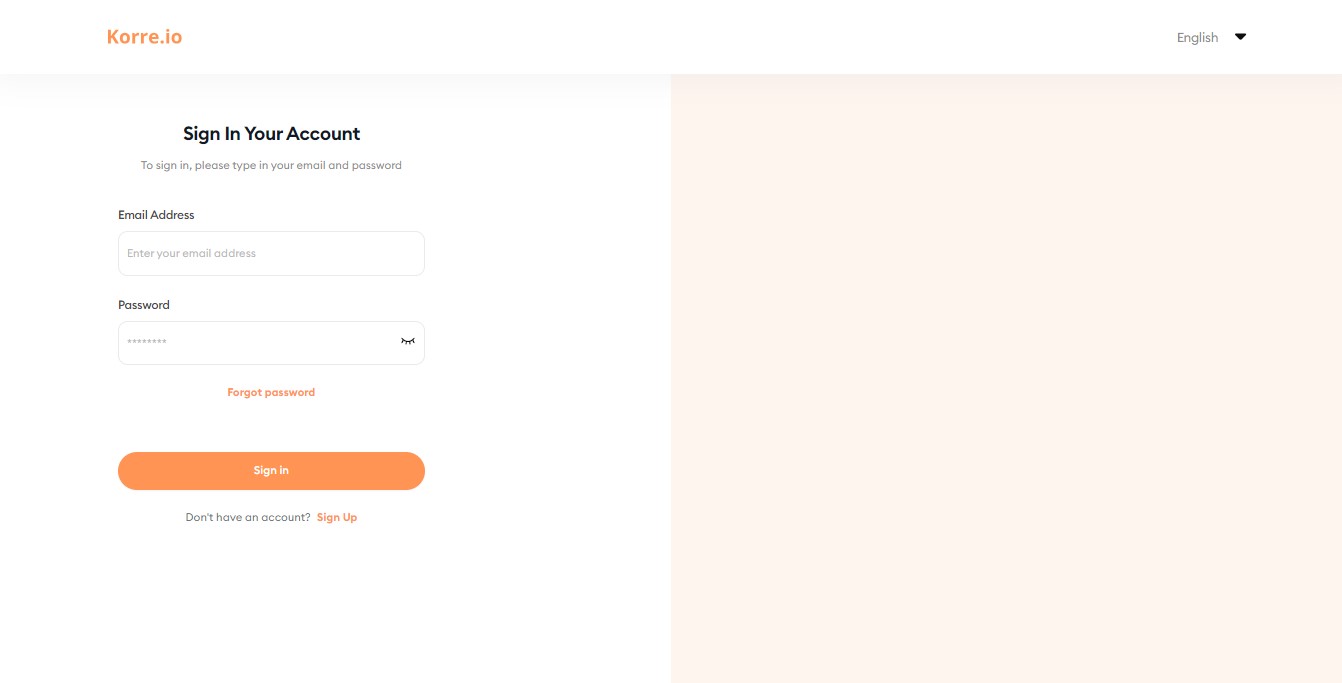 Korre.io
English
Sign In Your Account
To sign in, please type in your email and password
Email Address
Enter your email address
Password
********
Forgot password
Sign in
Don't have an account? Sign Up